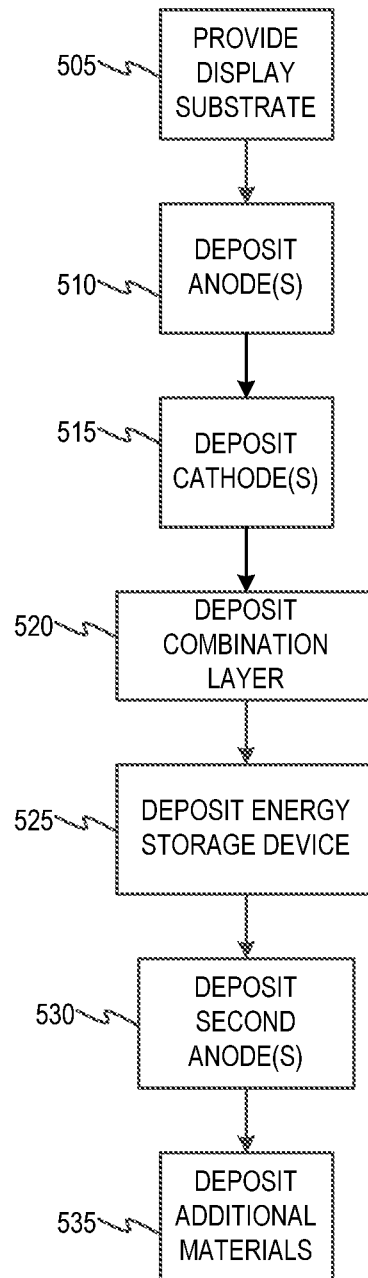 505
PROVIDE
DISPLAY
SUBSTRATE
510
DEPOSIT
ANODE(S)
515
DEPOSIT
CATHODE(S)
520
DEPOSIT
COMBINATION
LAYER
525
DEPOSIT ENERGY
STORAGE DEVICE
530
DEPOSIT
SECOND
ANODE(S)
535
DEPOSIT
ADDITIONAL
MATERIALS